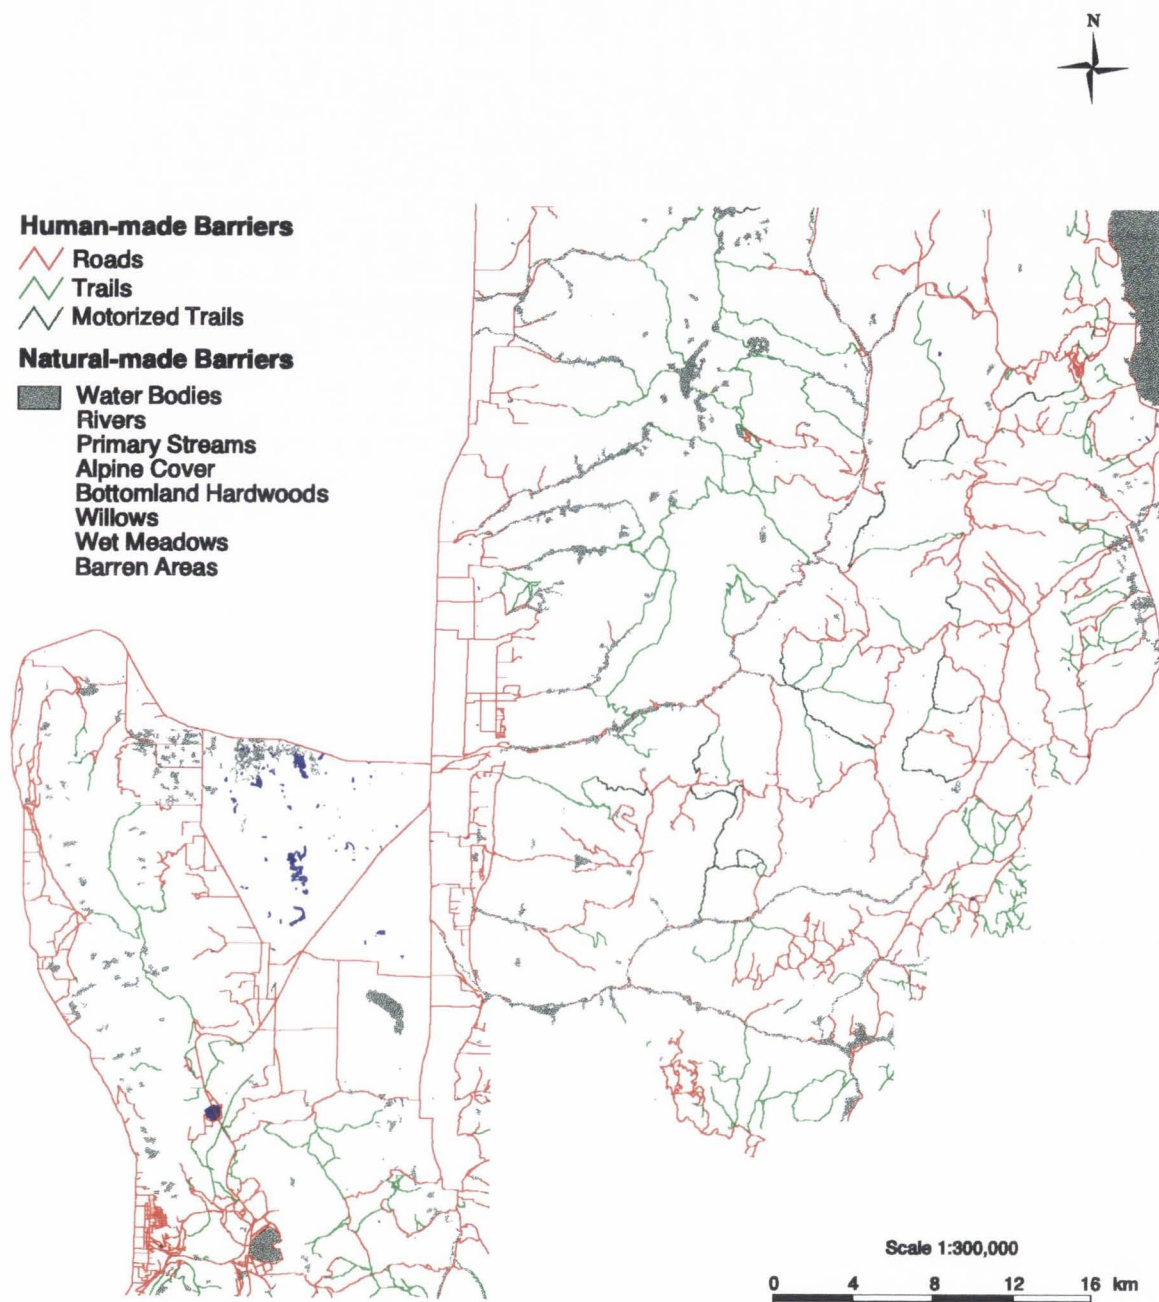 N
Human-made Barriers
Roads
Trails
Motorized Trails
Natural-made Barriers
Water Bodies
Rivers
Primary Streams
Alpine Cover
Bottomland Hardwoods
Willows
Wet Meadows
Barren Areas
Scale 1:300,000
0 4 8 12 16 km